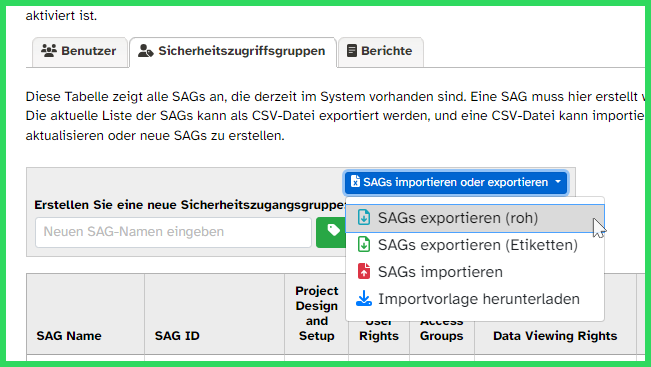 aktiviert ist.
Benutzer
Sicherheitszugriffsgruppen
Berichte
Diese Tabelle zeigt alle SAGs an, die derzeit im System vorhanden sind. Eine SAG muss hier erstellt
Die aktuelle Liste der SAGs kann als CSV-Datei exportiert werden, und eine CSV-Datei kann importie
aktualisieren oder neue SAGs zu erstellen.
SAGs importieren oder exportieren
Erstellen Sie eine neue Sicherheitszugangsgruppe:
Neuen SAG-Namen eingeben
SAGs exportieren (roh)
SAGs exportieren (Etiketten)
SAGs importieren
Importvorlage herunterladen
SAG Name
SAG ID
Project
Design
and
Setup
User
Rights
Access
Groups
Data Viewing Rights